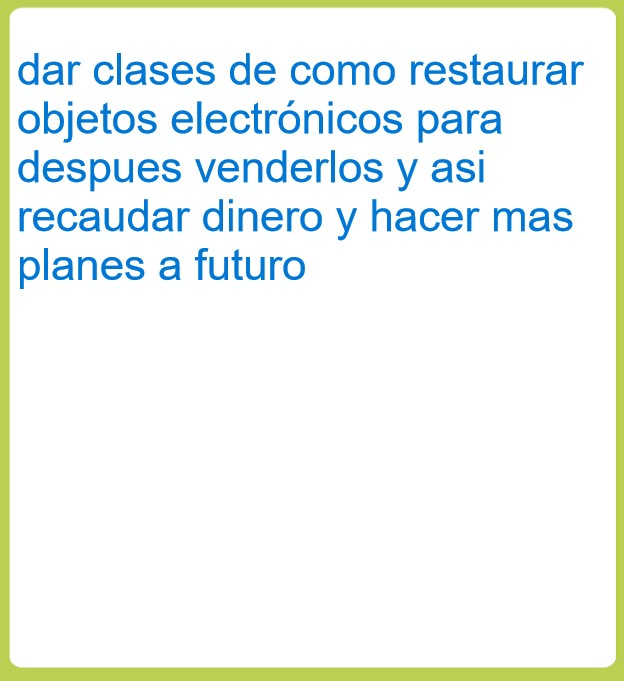 dar clases de como restaurar
objetos electrónicos para
despues venderlos y asi
recaudar dinero y hacer mas
planes a futuro